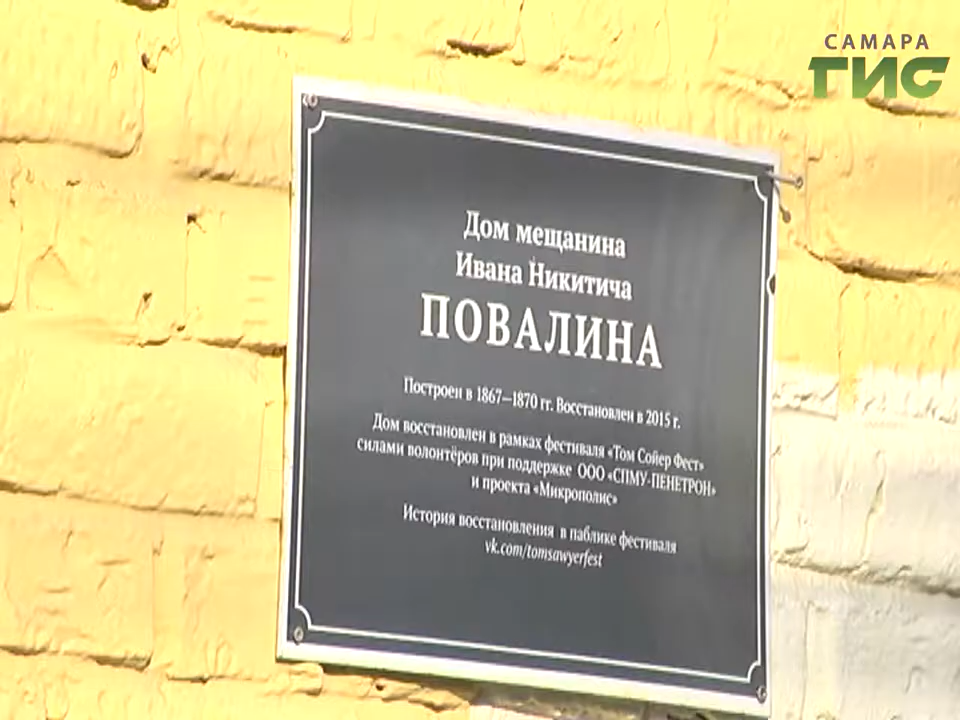 САМАРА
ГИС
Дом мещанина
Ивана Никитича
ПОВАЛИНА
Построен в 1867—1870 гг. Восстановлен в 2015 г.
Дом восстановлен в рамках фестиваля «Том Сойер Фест»
силами волонтёров при поддержке ООО «СПМУ-ПЕНЕТРОН»
и проекта «Микрополис»
История восстановления в паблике фестиваля
vk.com/tomsawyerfest